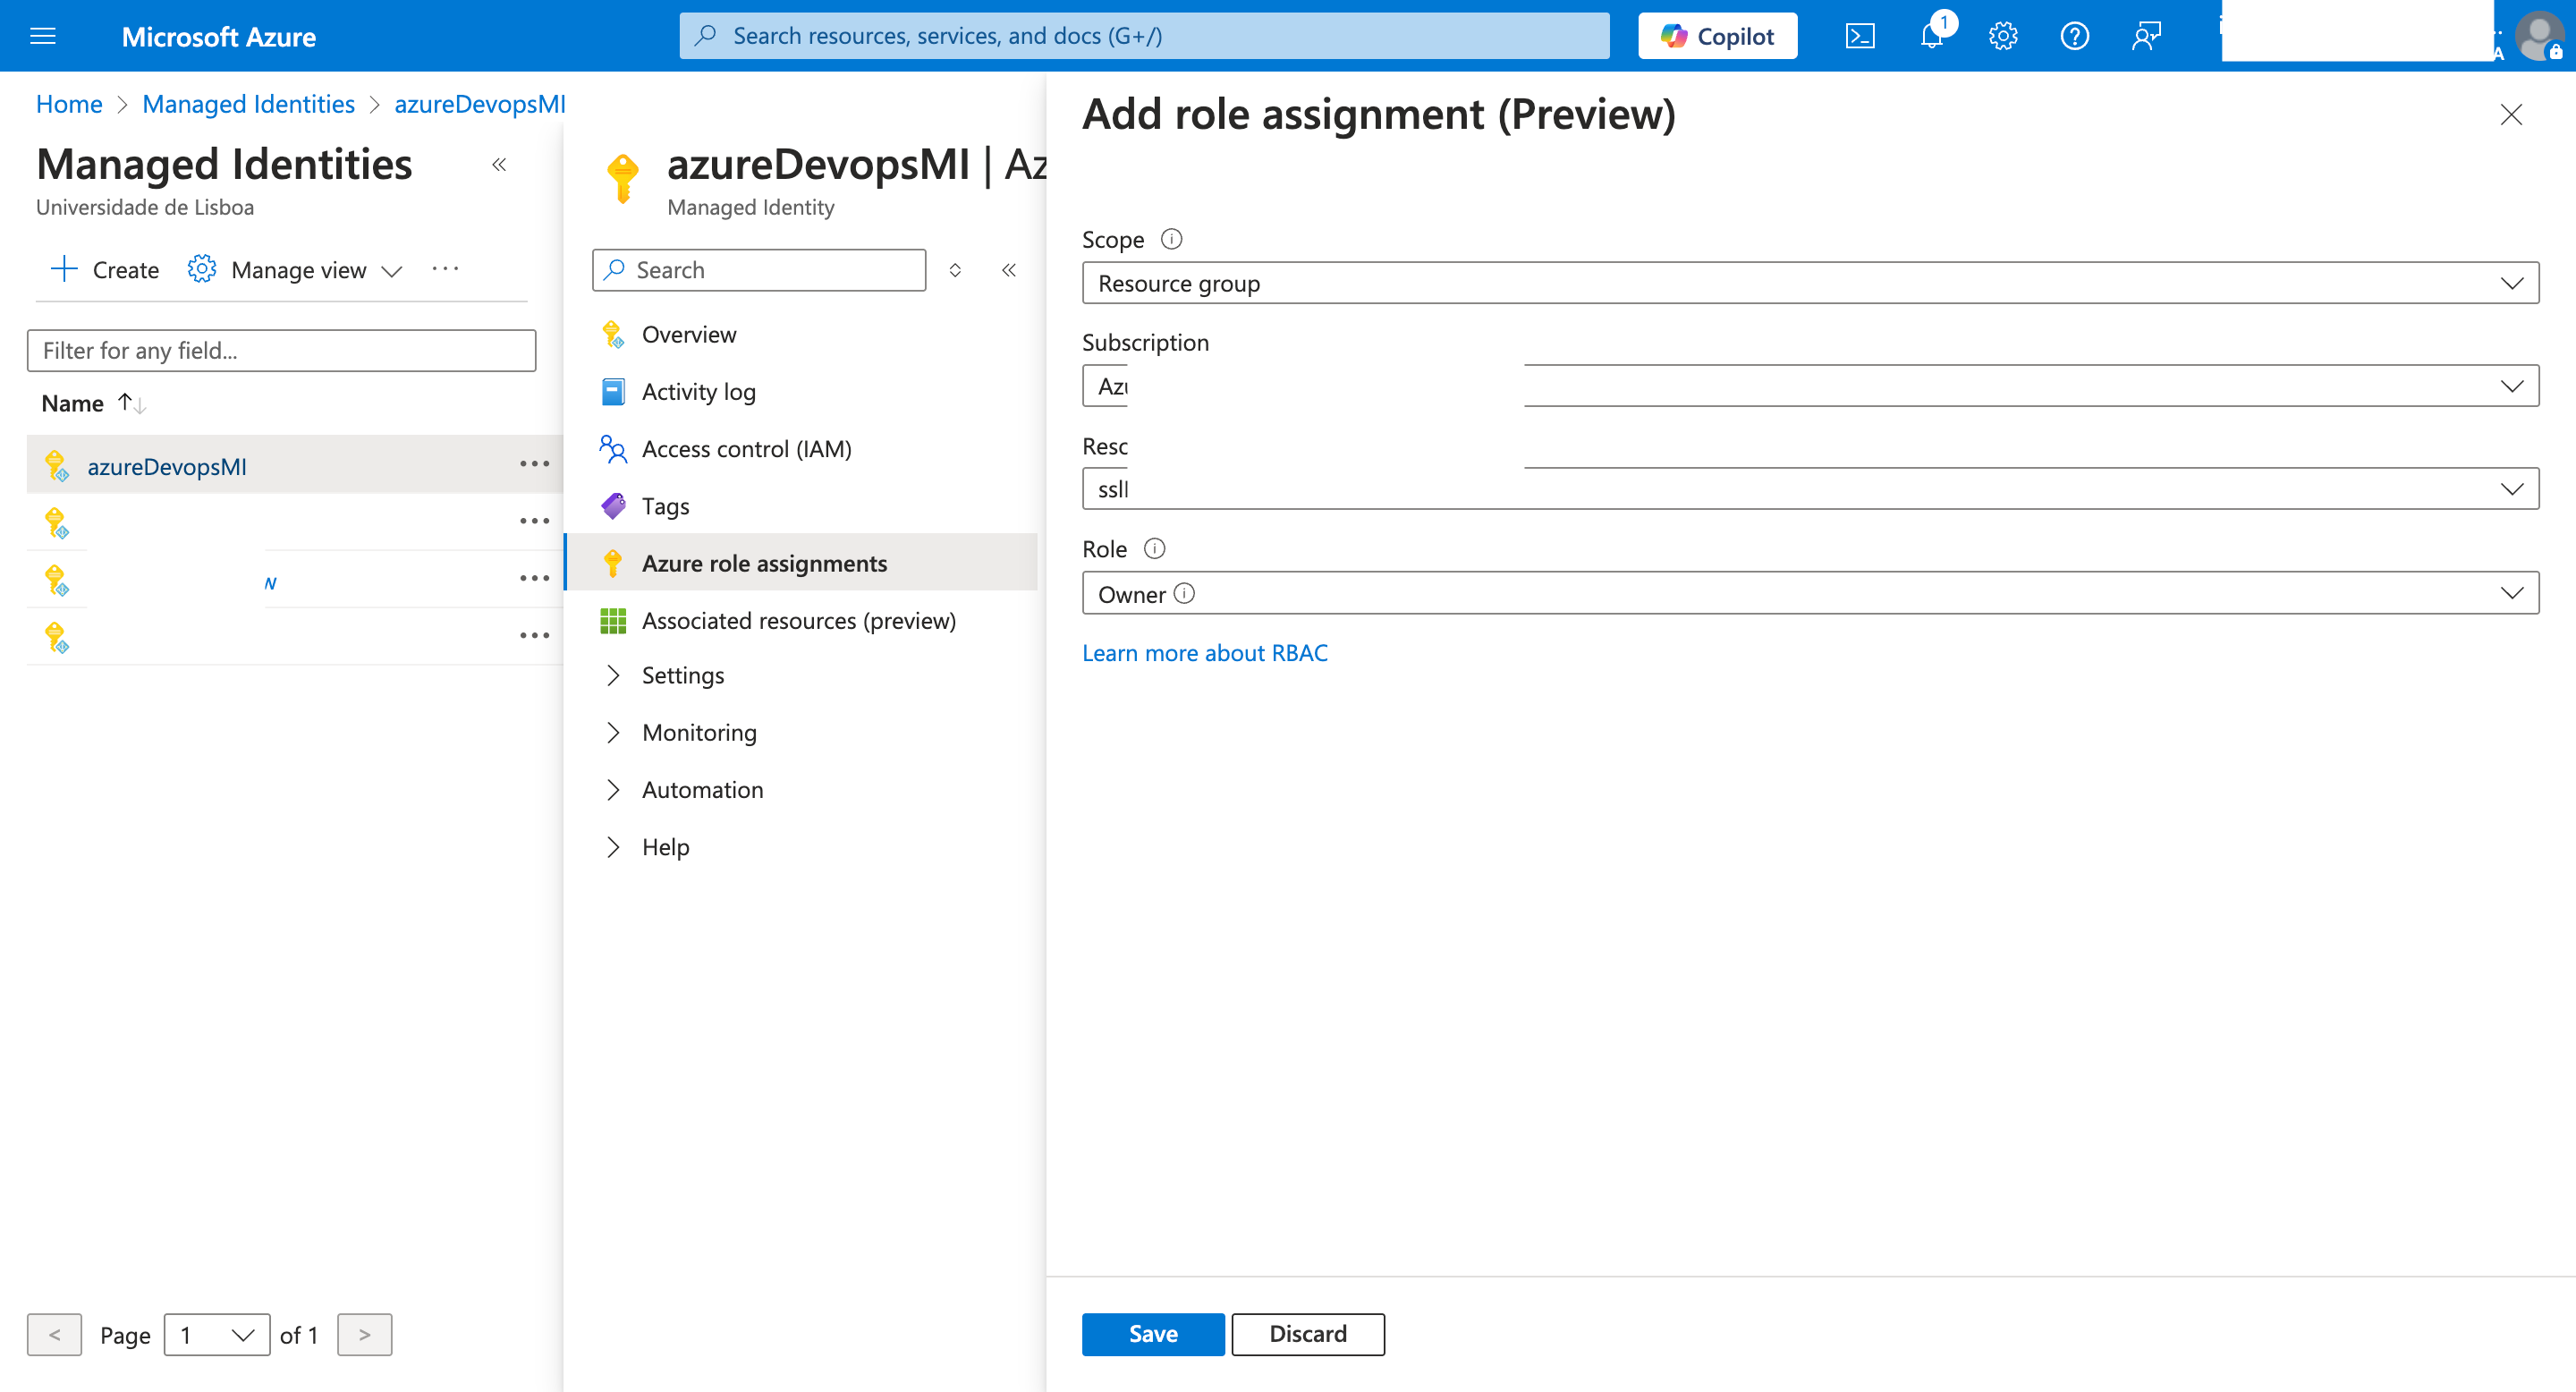 Microsoft Azure
Search resources, services, and docs (G+/)
Copilot
1
Home > Managed Identities > azureDevopsMI
Managed Identities
Universidade de Lisboa
Create
Manage view
Filter for any field...
Name
azureDevopsMI
w
Page 1 of 1
azureDevopsMI | Az
Managed Identity
Search
Overview
Activity log
Access control (IAM)
Tags
Azure role assignments
Associated resources (preview)
Settings
Monitoring
Automation
Help
Add role assignment (Preview)
Scope
Resource group
Subscription
Role
Owner
Learn more about RBAC
Save
Discard